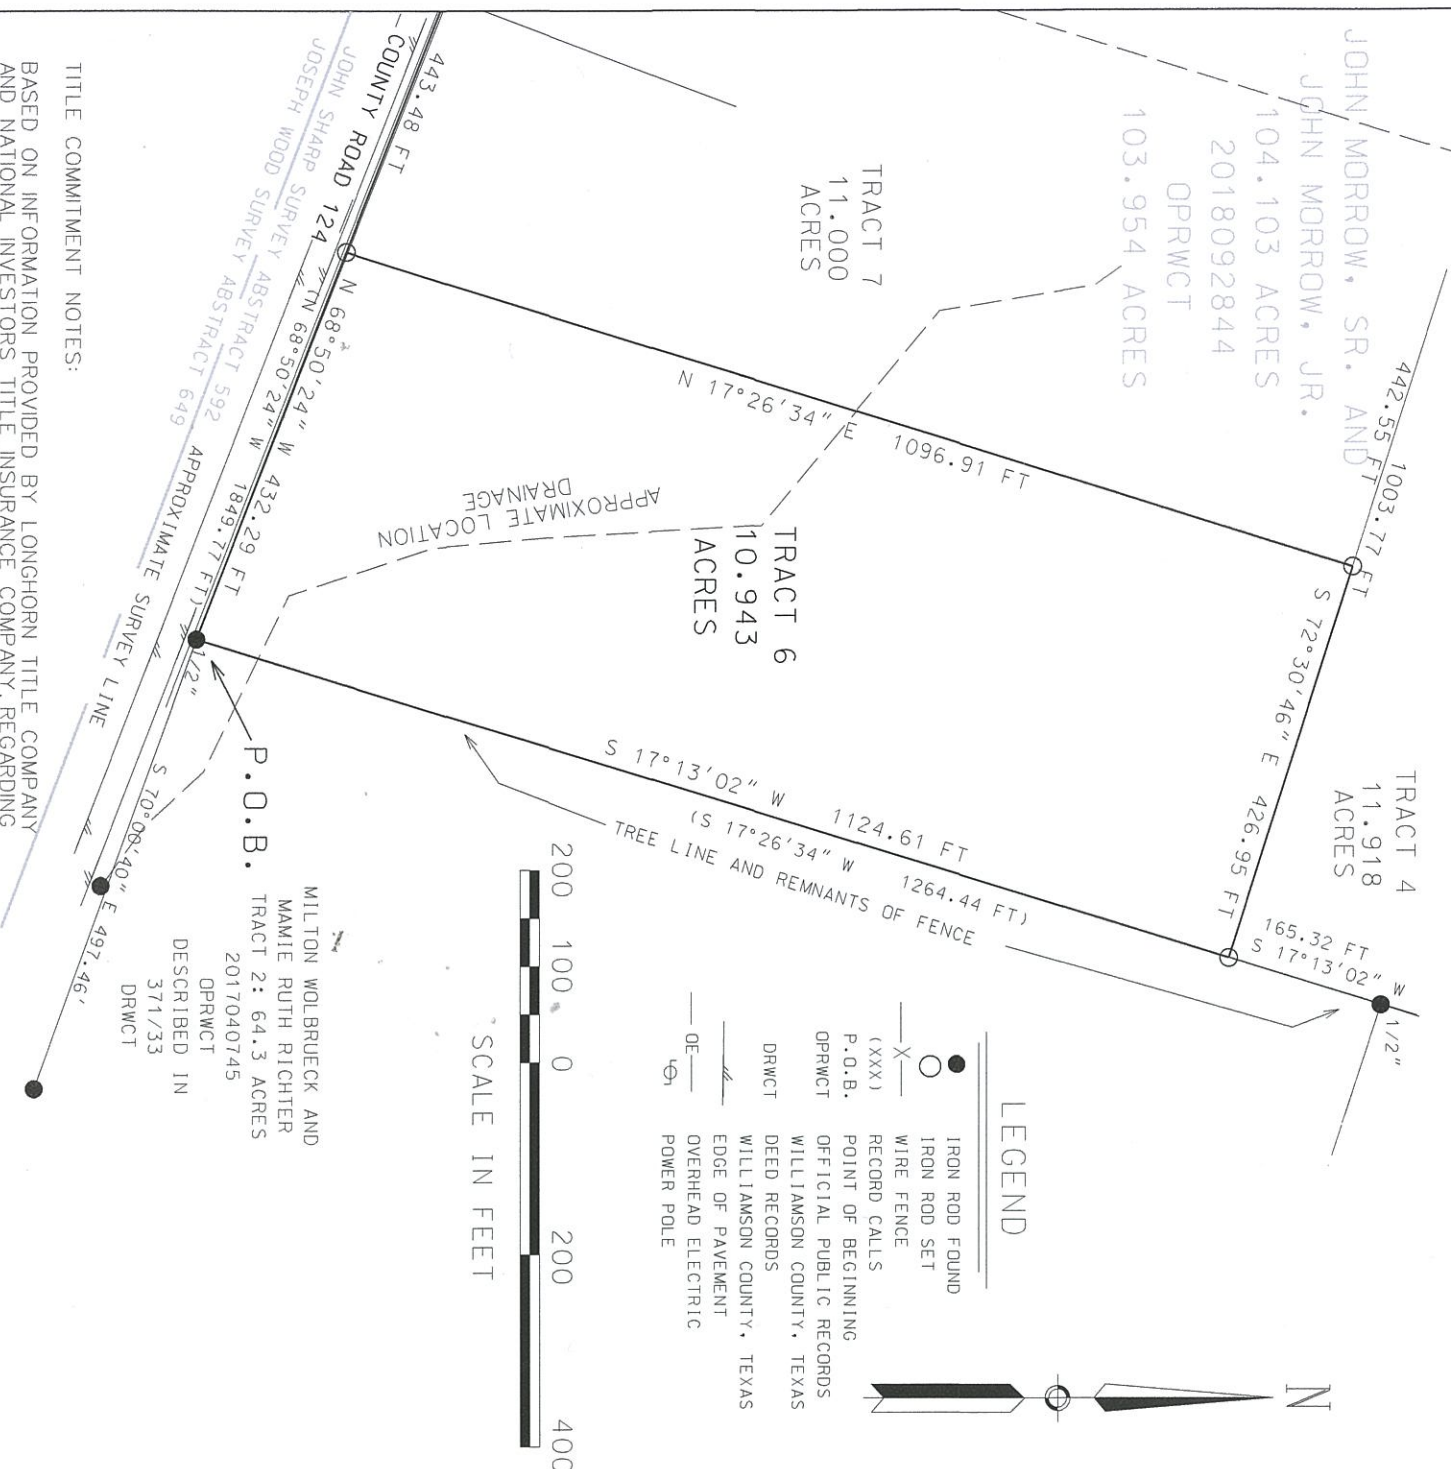 JOHN MORROW, SR. AND
JOHN MORROW, JR.
104.103 ACRES
2018092844
OPRWCT
103.954 ACRES
442.55 FT
1003.77 FT
TRACT 4
11.918
ACRES
TRACT 7
11.000
ACRES
N 17°26'34" E 1096.91 FT
S 72°30'46" E 426.95 FT
165.32 FT
S 17°13'02" W
1/2"
TRACT 6
10.943
ACRES
APPROXIMATE LOCATION
DRAINAGE
S 17°13'02" W 1124.61 FT
(S 17°26'34" W 1264.44 FT)
TREE LINE AND REMNANTS OF FENCE
443.48 FT
COUNTY ROAD 124
N 68°50'24" W 432.29 FT
(N 68°50'24" W 1849.77 FT)
JOHN SHARP SURVEY ABSTRACT 592
JOSEPH WOOD SURVEY ABSTRACT 649
APPROXIMATE SURVEY LINE
1/2"
P.O.B.
S 70°00'40" E 497.46'
MILTON WOLBRUECK AND
MAMIE RUTH RICHTER
TRACT 2: 64.3 ACRES
2017040745
OPRWCT
DESCRIBED IN
371/33
DRWCT
LEGEND
IRON ROD FOUND
IRON ROD SET
X WIRE FENCE
(XXX) RECORD CALLS
P.O.B. POINT OF BEGINNING
OPRWCT OFFICIAL PUBLIC RECORDS
WILLIAMSON COUNTY, TEXAS
DRWCT DEED RECORDS
WILLIAMSON COUNTY, TEXAS
EDGE OF PAVEMENT
OE OVERHEAD ELECTRIC
POWER POLE
N
200 100 0 200 400
SCALE IN FEET
TITLE COMMITMENT NOTES:
BASED ON INFORMATION PROVIDED BY LONGHORN TITLE COMPANY
AND NATIONAL INVESTORS TITLE INSURANCE COMPANY, REGARDING